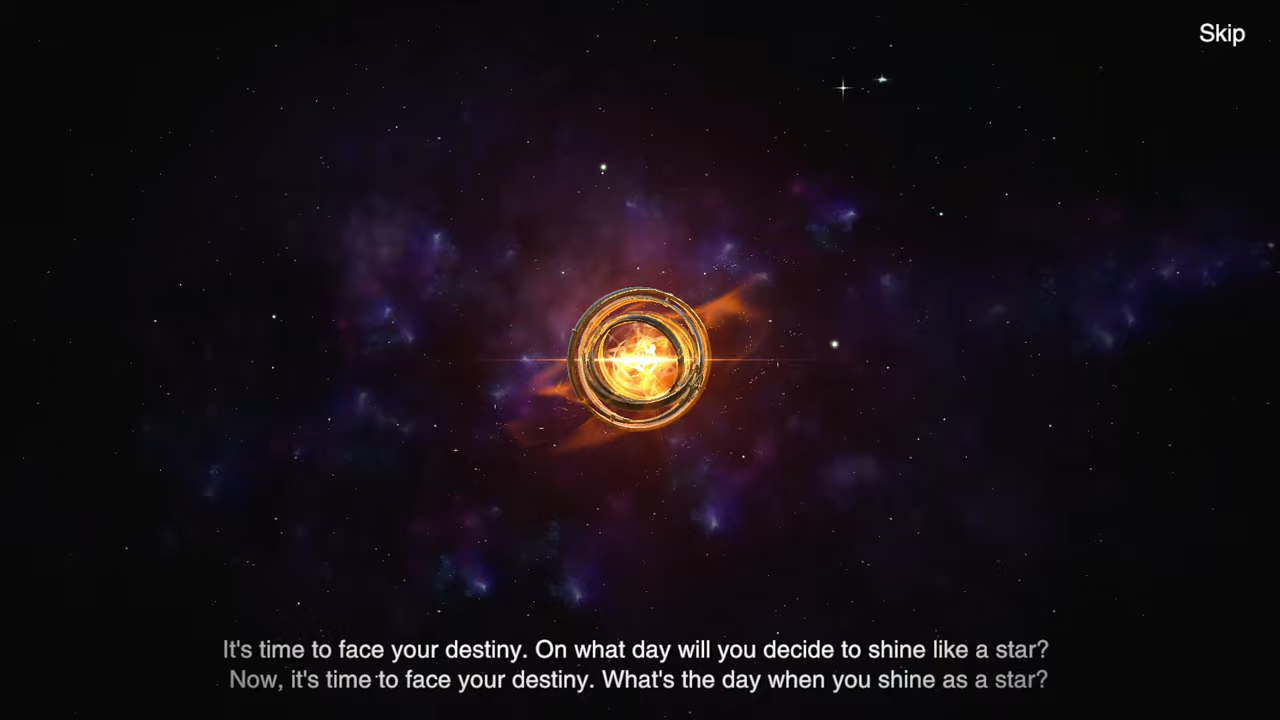 Skip
It's time to face your destiny. On what day will you decide to shine like a star?
Now, it's time to face your destiny. What's the day when you shine as a star?